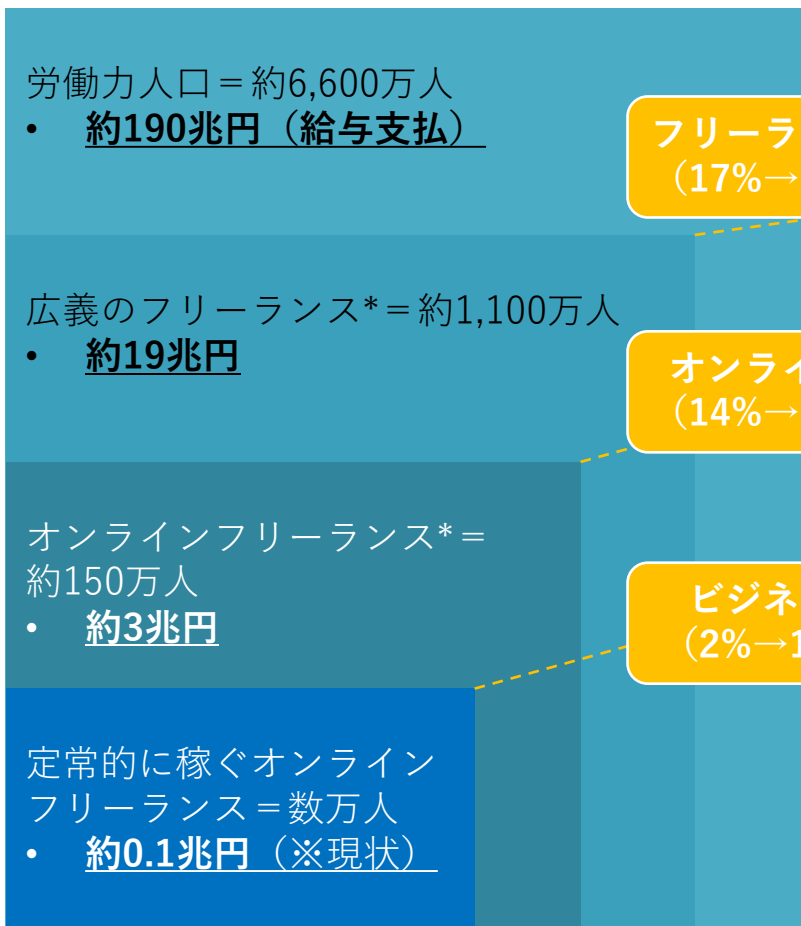 労働力人口＝約6,600万人
• 約190兆円（給与支払）
フリーラ
（17%→
広義のフリーランス*＝約1,100万人
• 約19兆円
オンライ
（14%→
オンラインフリーランス*＝
約150万人
• 約3兆円
ビジネ
（2%→1
定常的に稼ぐオンライン
フリーランス＝数万人
• 約0.1兆円（※現状）